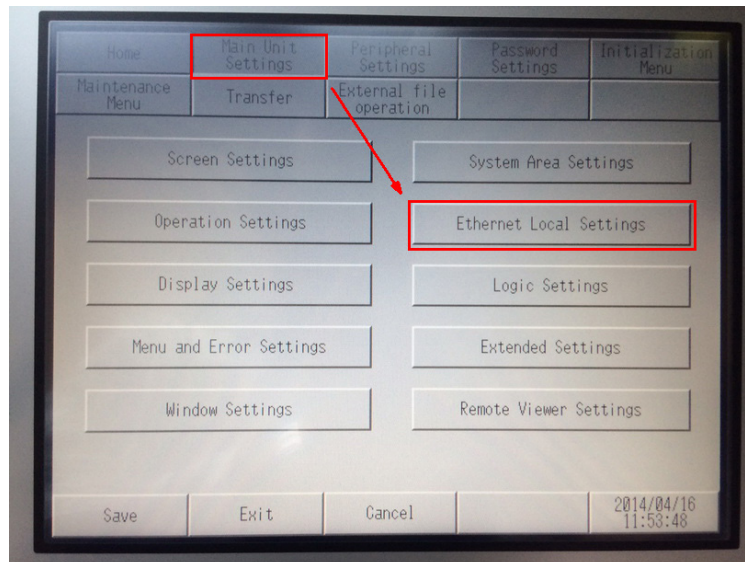 Home
Main Unit
Settings
Peripheral
Settings
Password
Settings
Initialization
Menu
Maintenance
Menu
Transfer
External file
operation
Screen Settings
System Area Settings
Operation Settings
Ethernet Local Settings
Display Settings
Logic Settings
Menu and Error Settings
Extended Settings
Window Settings
Remote Viewer Settings
Save
Exit
Cancel
2014/04/16
11:53:48